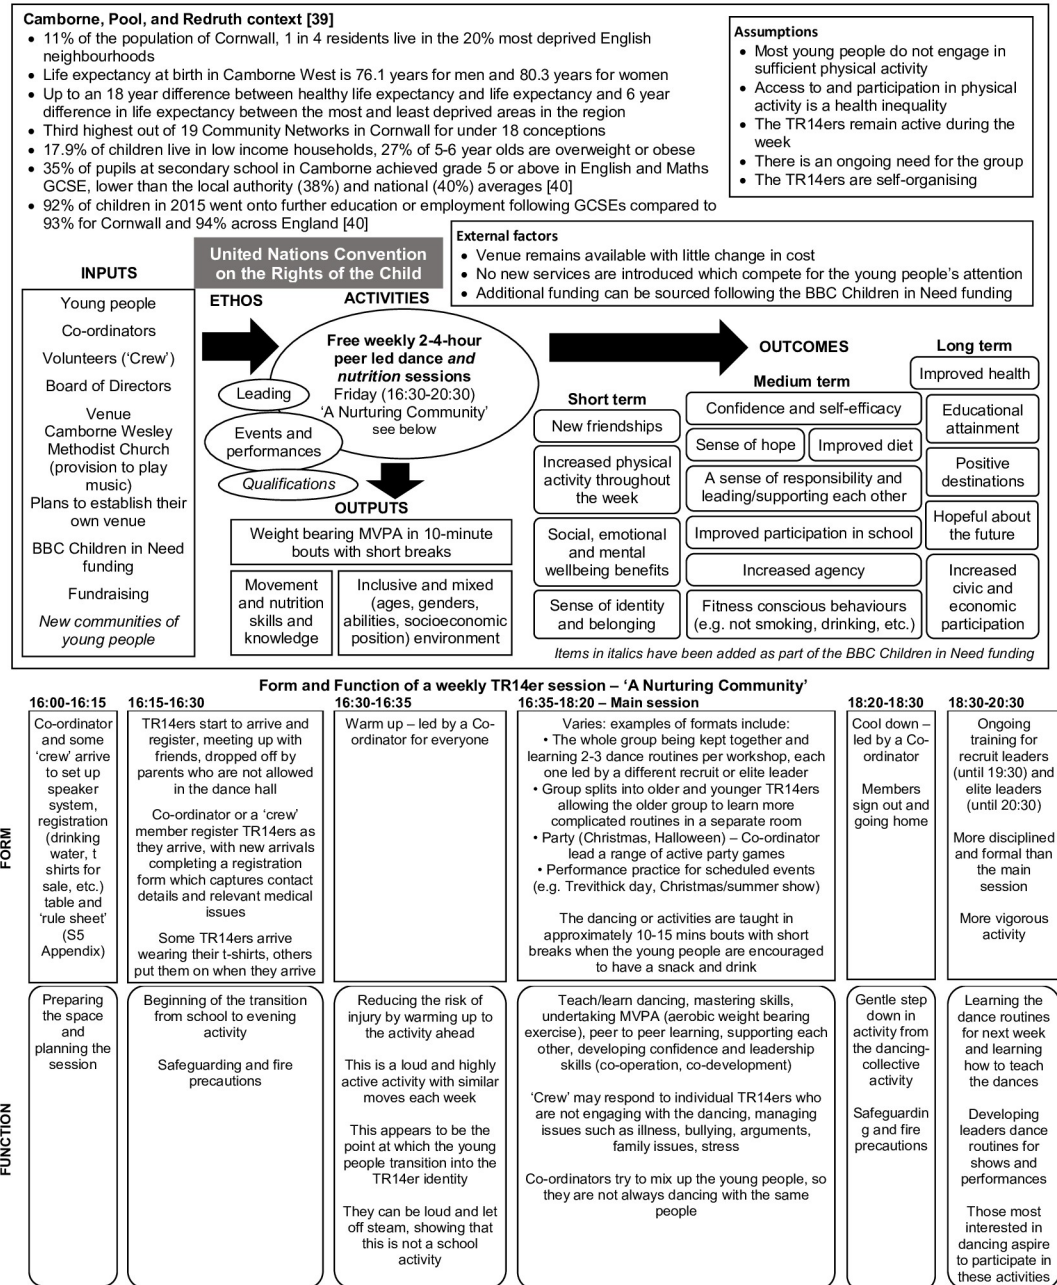 Camborne, Pool, and Redruth context [39]
• 11% of the population of Cornwall, 1 in 4 residents live in the 20% most deprived English
neighbourhoods
• Life expectancy at birth in Camborne West is 76.1 years for men and 80.3 years for women
• Up to an 18 year difference between healthy life expectancy and life expectancy and 6 year
difference in life expectancy between the most and least deprived areas in the region
• Third highest out of 19 Community Networks in Cornwall for under 18 conceptions
• 17.9% of children live in low income households, 27% of 5-6 year olds are overweight or obese
• 35% of pupils at secondary school in Camborne achieved grade 5 or above in English and Maths
GCSE, lower than the local authority (38%) and national (40%) averages [40]
• 92% of children in 2015 went onto further education or employment following GCSEs compared to
93% for Cornwall and 94% across England [40]
Assumptions
• Most young people do not engage in
sufficient physical activity
• Access to and participation in physical
activity is a health inequality
• The TR14ers remain active during the
week
• There is an ongoing need for the group
• The TR14ers are self-organising
External factors
• Venue remains available with little change in cost
• No new services are introduced which compete for the young people's attention
• Additional funding can be sourced following the BBC Children in Need funding
United Nations Convention
on the Rights of the Child
INPUTS
Young people
Co-ordinators
Volunteers ('Crew')
Board of Directors
Venue
Camborne Wesley
Methodist Church
(provision to play
music)
Plans to establish their
own venue
BBC Children in Need
funding
Fundraising
New communities of
young people
ETHOS
ACTIVITIES
Free weekly 2-4-hour
peer led dance and
nutrition sessions
Friday (16:30-20:30)
'A Nurturing Community'
see below
Leading
Events and
performances
Qualifications
OUTPUTS
Weight bearing MVPA in 10-minute
bouts with short breaks
Movement
and nutrition
skills and
knowledge
Inclusive and mixed
(ages, genders,
abilities, socioeconomic
position) environment
OUTCOMES
Short term
New friendships
Increased physical
activity throughout
the week
Social, emotional
and mental
wellbeing benefits
Sense of identity
and belonging
Medium term
Confidence and self-efficacy
Sense of hope
Improved diet
A sense of responsibility and
leading/supporting each other
Improved participation in school
Increased agency
Fitness conscious behaviours
(e.g. not smoking, drinking, etc.)
Long term
Improved health
Educational
attainment
Positive
destinations
Hopeful about
the future
Increased
civic and
economic
participation
Items in italics have been added as part of the BBC Children in Need funding
Form and Function of a weekly TR14er session – 'A Nurturing Community'
FORM
16:00-16:15
Co-ordinator
and some
'crew' arrive
to set up
speaker
system,
registration
(drinking
water, t
shirts for
sale, etc.)
table and
'rule sheet'
(S5
Appendix)
16:15-16:30
TR14ers start to arrive and
register, meeting up with
friends, dropped off by
parents who are not allowed
in the dance hall
Co-ordinator or a 'crew'
member register TR14ers as
they arrive, with new arrivals
completing a registration
form which captures contact
details and relevant medical
issues
Some TR14ers arrive
wearing their t-shirts, others
put them on when they arrive
16:30-16:35
Warm up – led by a Co-
ordinator for everyone
16:35-18:20 – Main session
Varies: examples of formats include:
• The whole group being kept together and
learning 2-3 dance routines per workshop, each
one led by a different recruit or elite leader
• Group splits into older and younger TR14ers
allowing the older group to learn more
complicated routines in a separate room
• Party (Christmas, Halloween) – Co-ordinator
lead a range of active party games
• Performance practice for scheduled events
(e.g. Trevithick day, Christmas/summer show)
The dancing or activities are taught in
approximately 10-15 mins bouts with short
breaks when the young people are encouraged
to have a snack and drink
18:20-18:30
Cool down –
led by a Co-
ordinator
Members
sign out and
going home
18:30-20:30
Ongoing
training for
recruit leaders
(until 19:30) and
elite leaders
(until 20:30)
More disciplined
and formal than
the main
session
More vigorous
activity
FUNCTION
Preparing
the space
and
planning the
session
Beginning of the transition
from school to evening
activity
Safeguarding and fire
precautions
Reducing the risk of
injury by warming up to
the activity ahead
This is a loud and highly
active activity with similar
moves each week
This appears to be the
point at which the young
people transition into the
TR14er identity
They can be loud and let
off steam, showing that
this is not a school
activity
Teach/learn dancing, mastering skills,
undertaking MVPA (aerobic weight bearing
exercise), peer to peer learning, supporting each
other, developing confidence and leadership
skills (co-operation, co-development)
'Crew' may respond to individual TR14ers who
are not engaging with the dancing, managing
issues such as illness, bullying, arguments,
family issues, stress
Co-ordinators try to mix up the young people, so
they are not always dancing with the same
people
Gentle step
down in
activity from
the dancing-
collective
activity
Safeguardin
g and fire
precautions
Learning the
dance routines
for next week
and learning
how to teach
the dances
Developing
leaders dance
routines for
shows and
performances
Those most
interested in
dancing aspire
to participate in
these activities